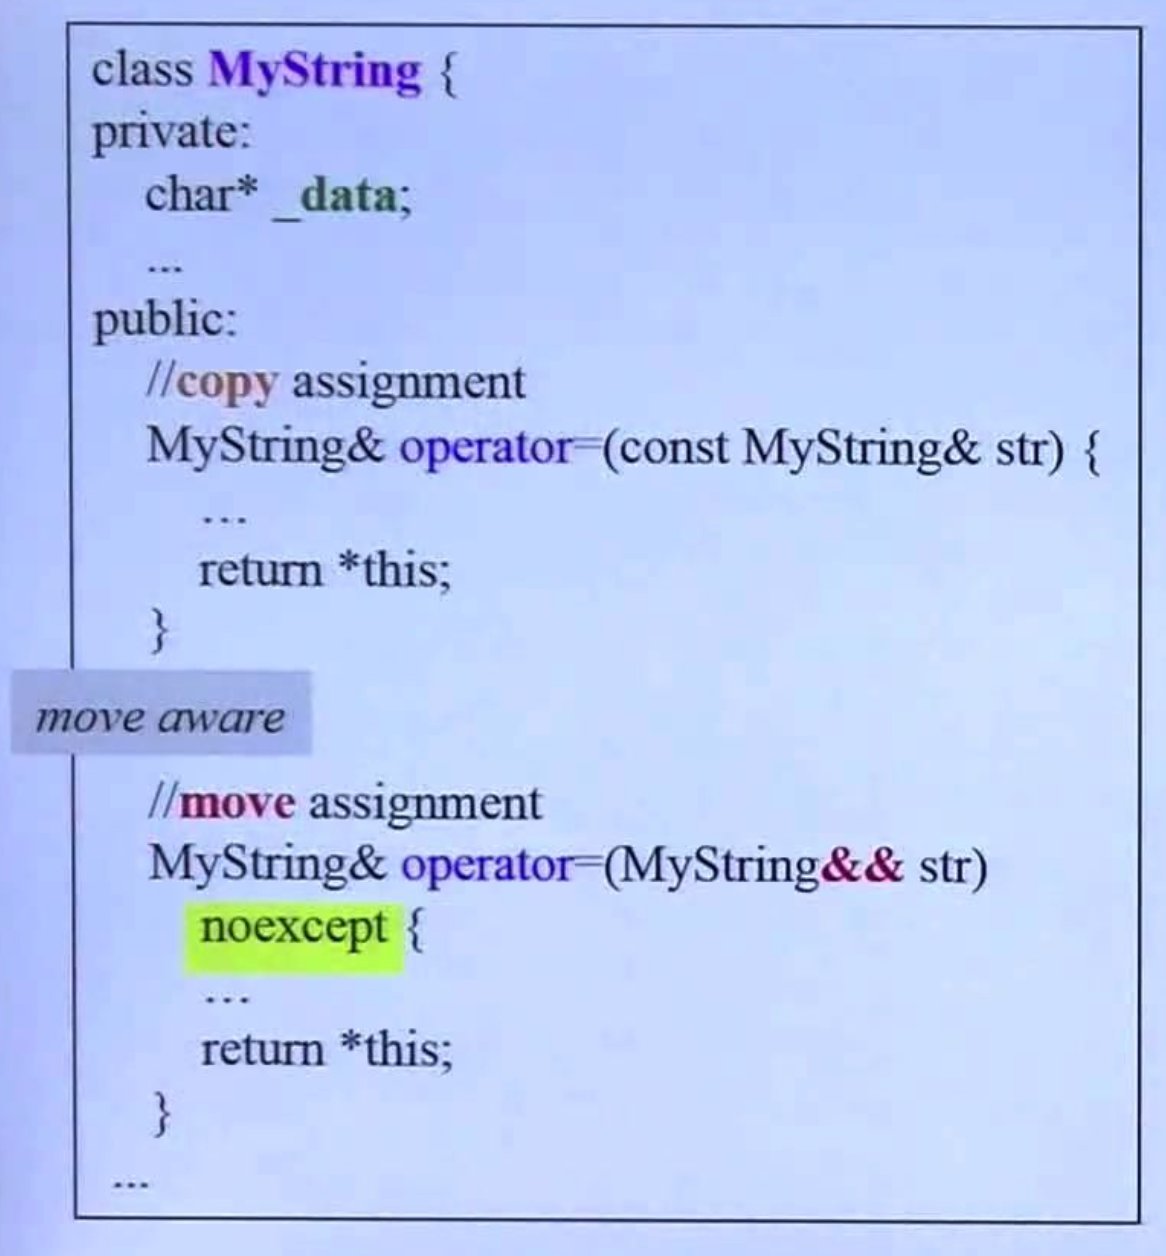 class MyString {
private:
char* _data;
...
public:
//copy assignment
MyString& operator=(const MyString& str) {
...
return *this;
}
move aware
//move assignment
MyString& operator=(MyString&& str)
noexcept {
...
return *this;
}
...